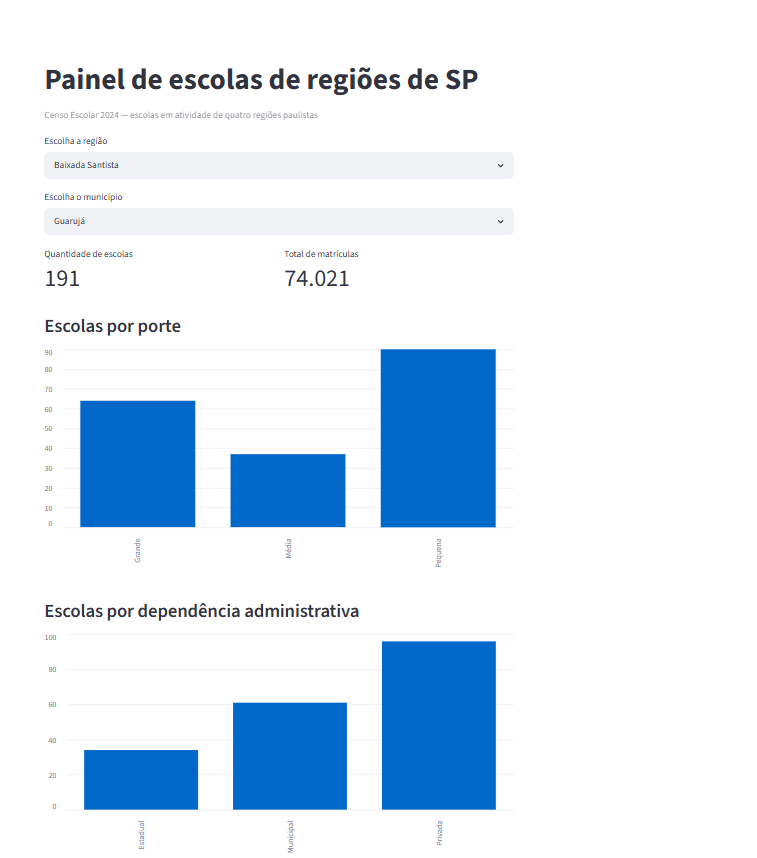 Painel de escolas de regiões de SP
Censo Escolar 2024 — escolas em atividade de quatro regiões paulistas
Escolha a região
Baixada Santista
Escolha o município
Guarujá
Quantidade de escolas Total de matrículas
191 74.021
Escolas por porte
90
80
70
60
50
40
30
20
10
0
Grande Média Pequena
Escolas por dependência administrativa
100
80
60
40
20
0
Estadual Municipal Privada